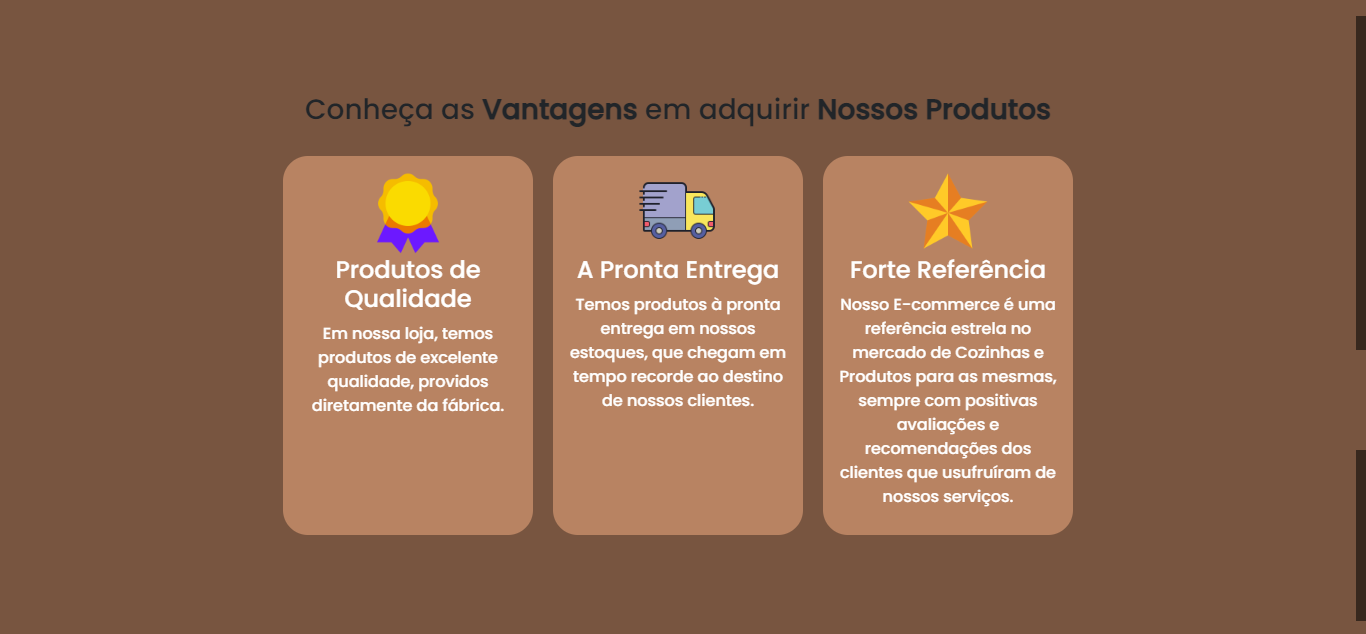 Conheça as Vantagens em adquirir Nossos Produtos
Produtos de
Qualidade
Em nossa loja, temos
produtos de excelente
qualidade, providos
diretamente da fábrica.
A Pronta Entrega
Temos produtos à pronta
entrega em nossos
estoques, que chegam em
tempo recorde ao destino
de nossos clientes.
Forte Referência
Nosso E-commerce é uma
referência estrela no
mercado de Cozinhas e
Produtos para as mesmas,
sempre com positivas
avaliações e
recomendações dos
clientes que usufruíram de
nossos serviços.